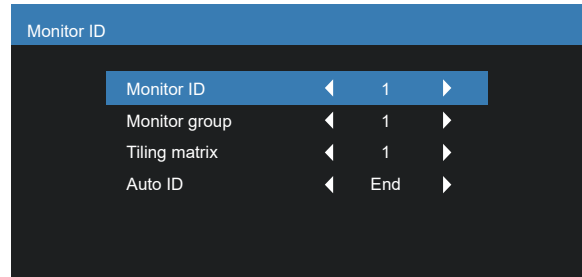 Monitor ID
Monitor ID 1
Monitor group 1
Tiling matrix 1
Auto ID End